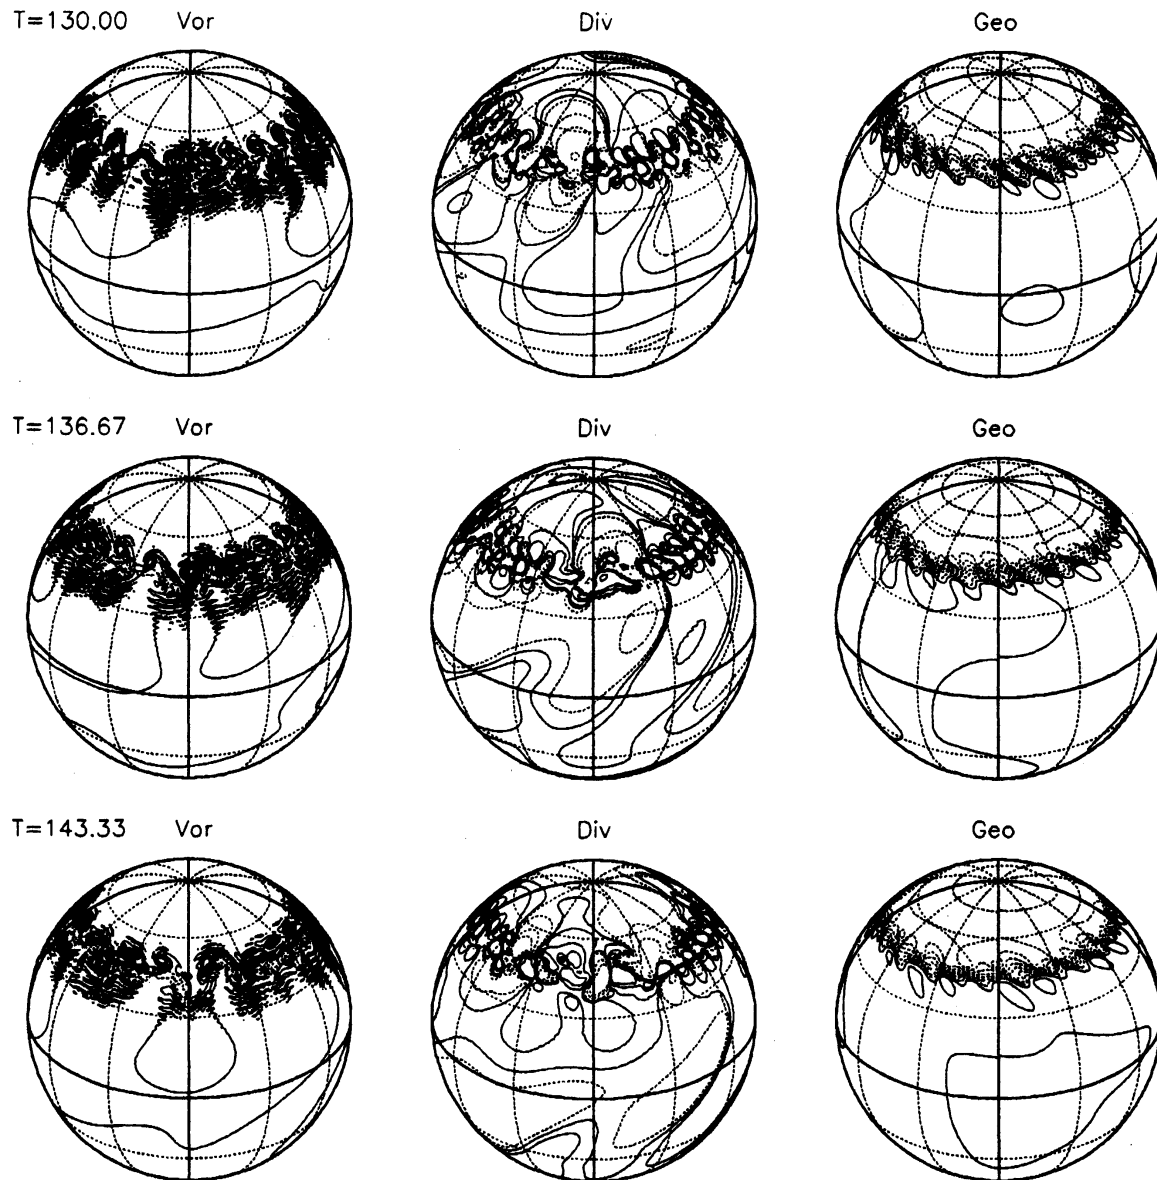 T=130.00 Vor Div Geo
T=136.67 Vor Div Geo
T=143.33 Vor Div Geo